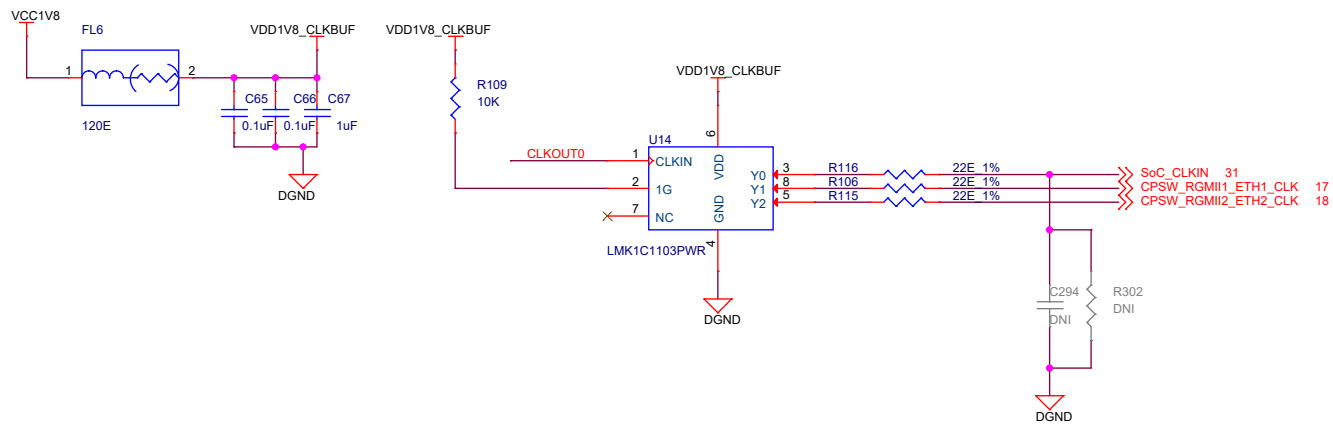 VCC1V8
FL6
VDD1V8_CLKBUF
VDD1V8_CLKBUF
VDD1V8_CLKBUF
1
2
R109
10K
C65
C66
C67
0.1uF
0.1uF
1uF
120E
DGND
6
U14
CLKOUT0
1
CLKIN
VDD
Y0
3
R116
22E_1%
SoC_CLKIN 31
2
1G
Y1
8
R106
22E_1%
CPSW_RGMII1_ETH1_CLK 17
Y2
5
R115
22E_1%
CPSW_RGMII2_ETH2_CLK 18
7
NC
GND
4
LMK1C1103PWR
DGND
C294
DNI
R302
DNI
DGND